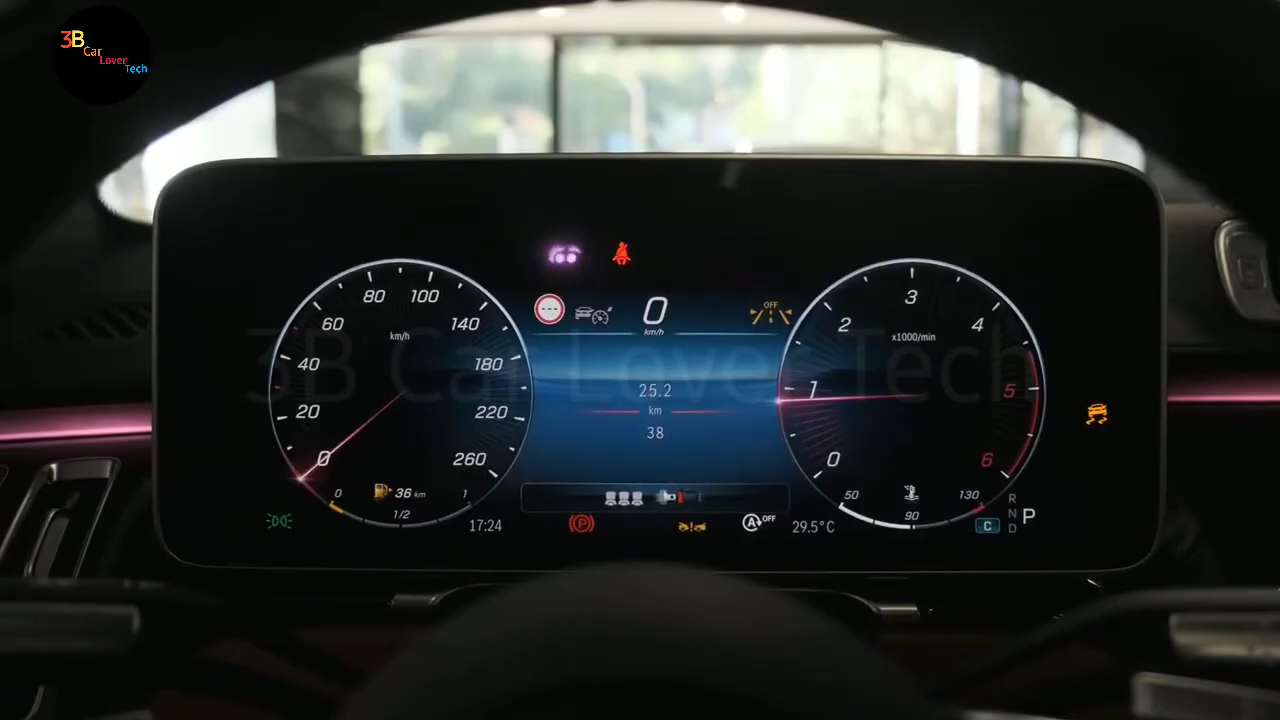 3B
Car
Lover
Tech
80 100
60 140
km/h
40 180
20 220
0 260
0 36 km 1
1/2
17:24
0
km/h
OFF
25.2
km
38
P
A OFF
29.5°C
3
2 4
x1000/min
1 5
0 6
50 130
90
C
R
N P
D
3B Car Lover Tech